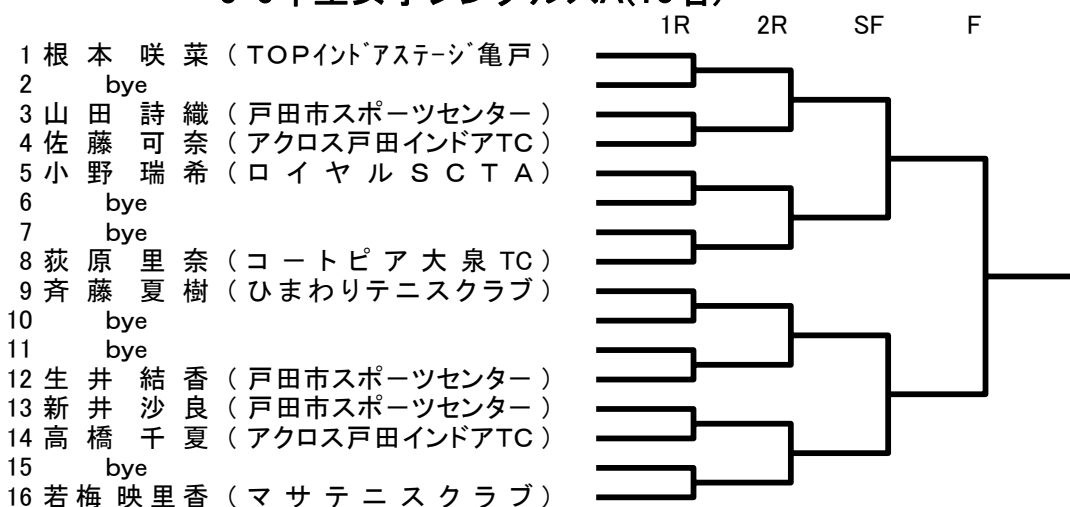 1R 2R SF F
1 根本 咲菜 (TOPインドアステージ亀戸)
2 bye
3 山田 詩織 (戸田市スポーツセンター)
4 佐藤 可奈 (アクロス戸田インドアTC)
5 小野 瑞希 (ロイヤルSCTA)
6 bye
7 bye
8 荻原 里奈 (コートピア大泉TC)
9 斉藤 夏樹 (ひまわりテニスクラブ)
10 bye
11 bye
12 生井 結香 (戸田市スポーツセンター)
13 新井 沙良 (戸田市スポーツセンター)
14 高橋 千夏 (アクロス戸田インドアTC)
15 bye
16 若梅 映里香 (マサテニスクラブ)